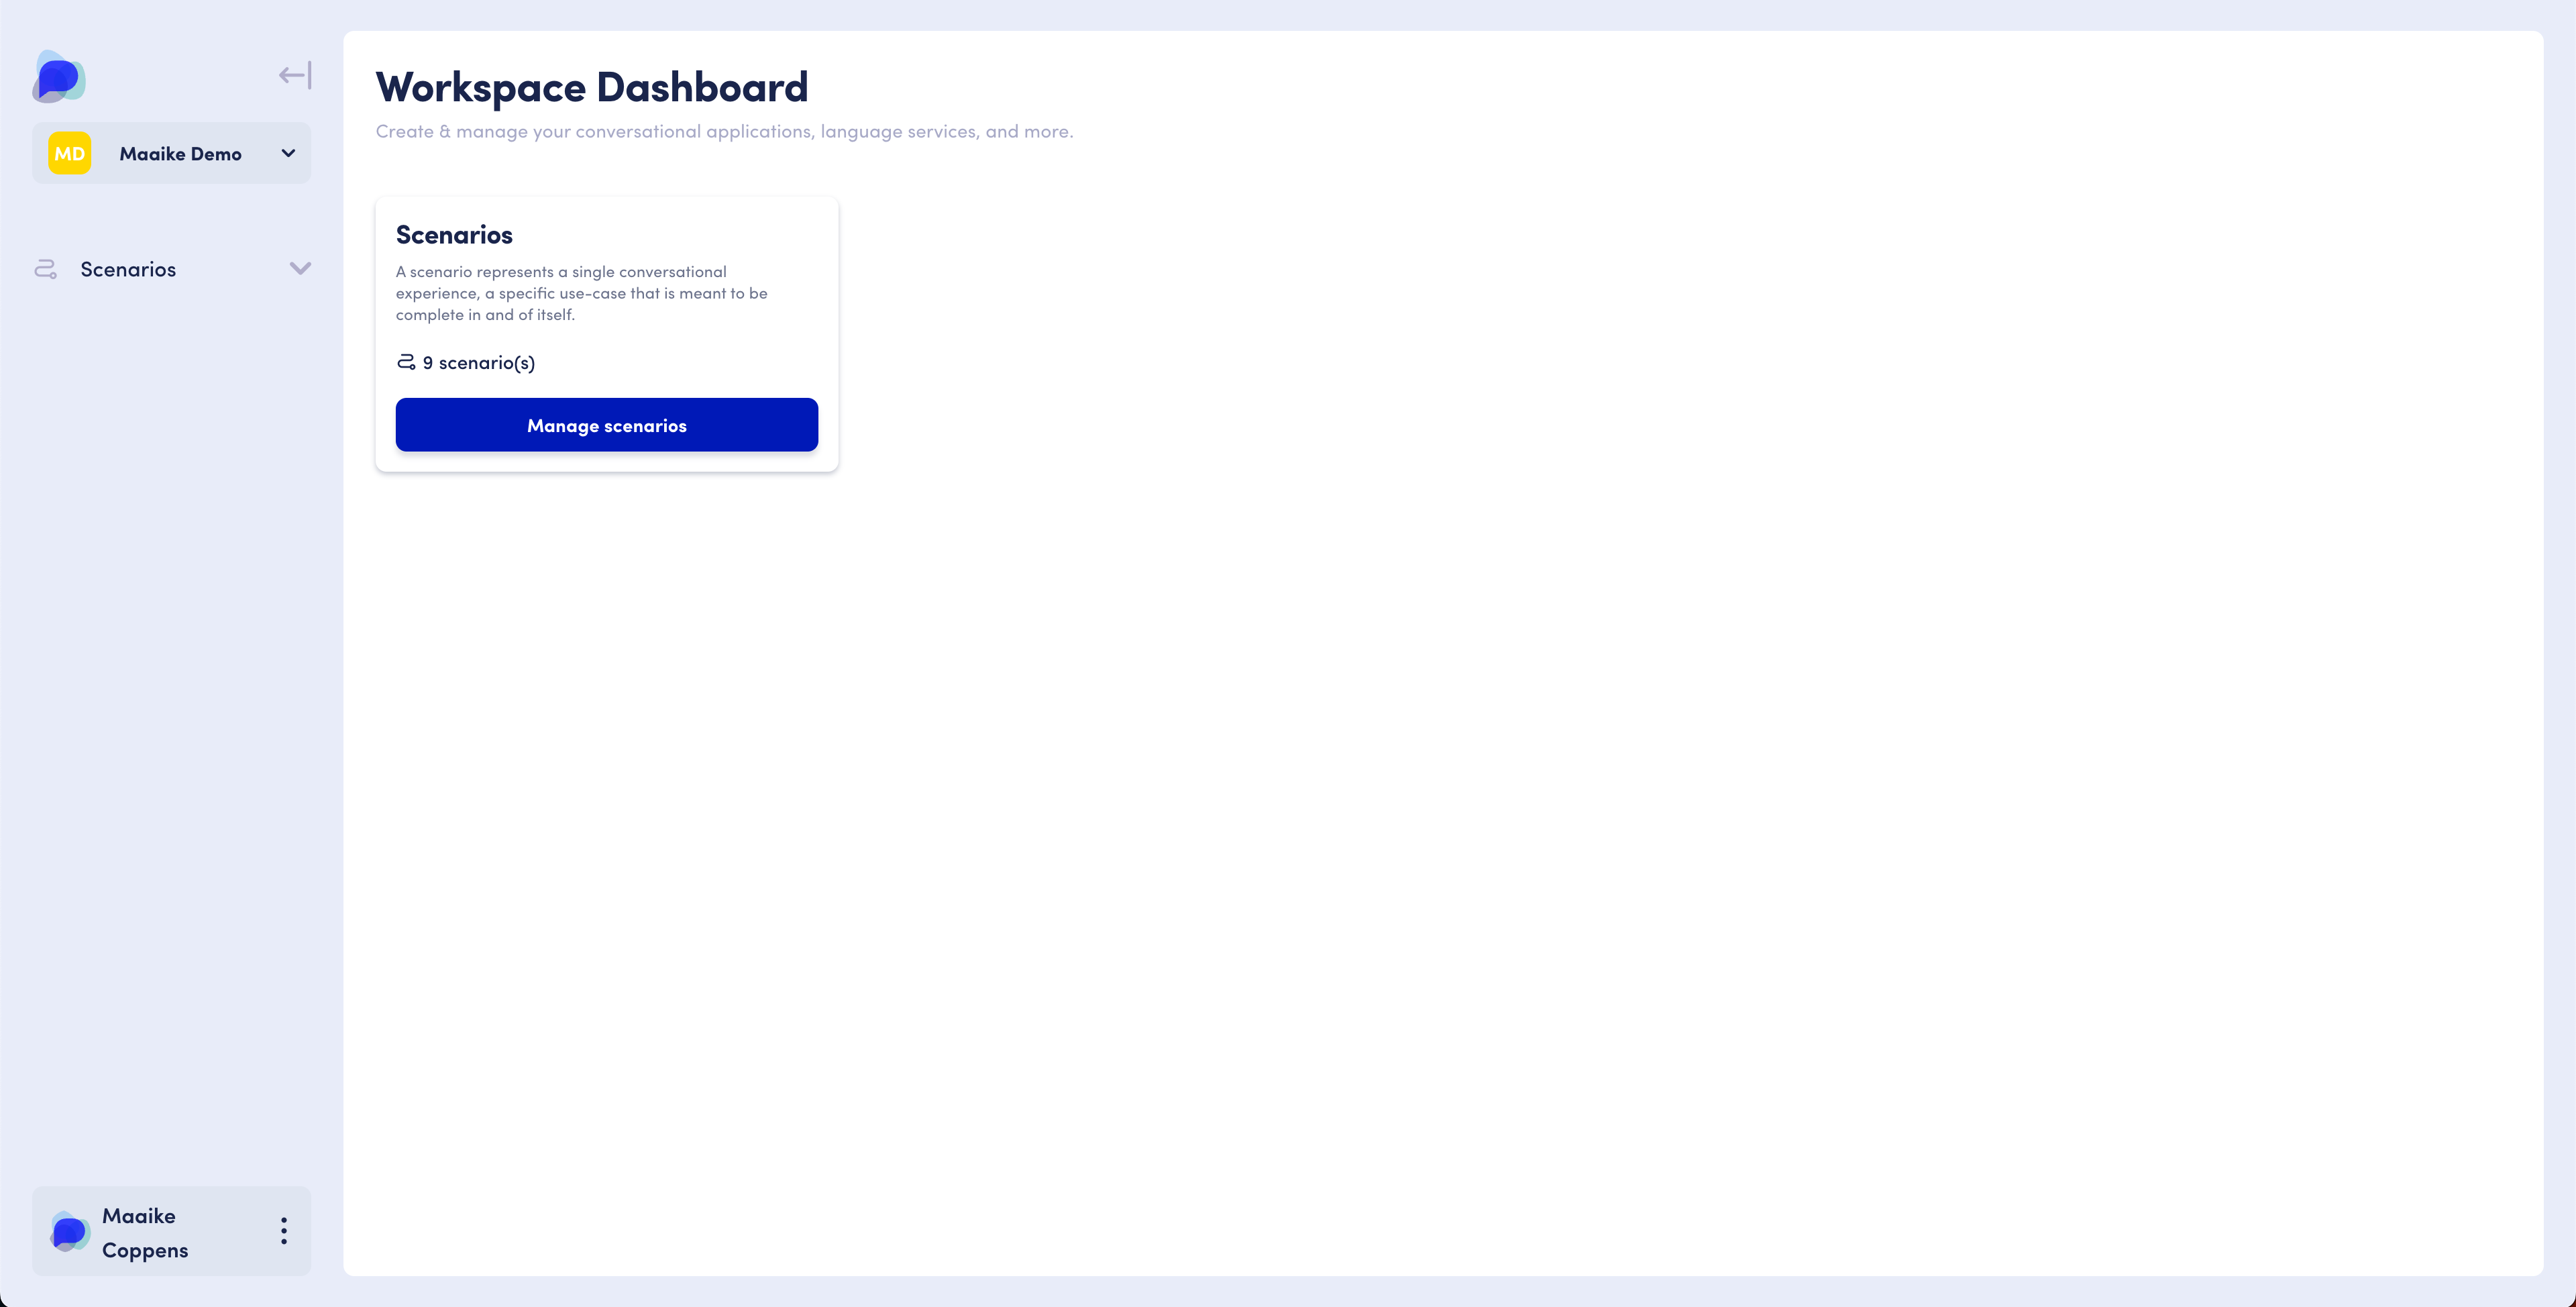 MD
Maaike Demo
Scenarios
Maaike
Coppens
Workspace Dashboard
Create & manage your conversational applications, language services, and more.
Scenarios
A scenario represents a single conversational
experience, a specific use-case that is meant to be
complete in and of itself.
9 scenario(s)
Manage scenarios